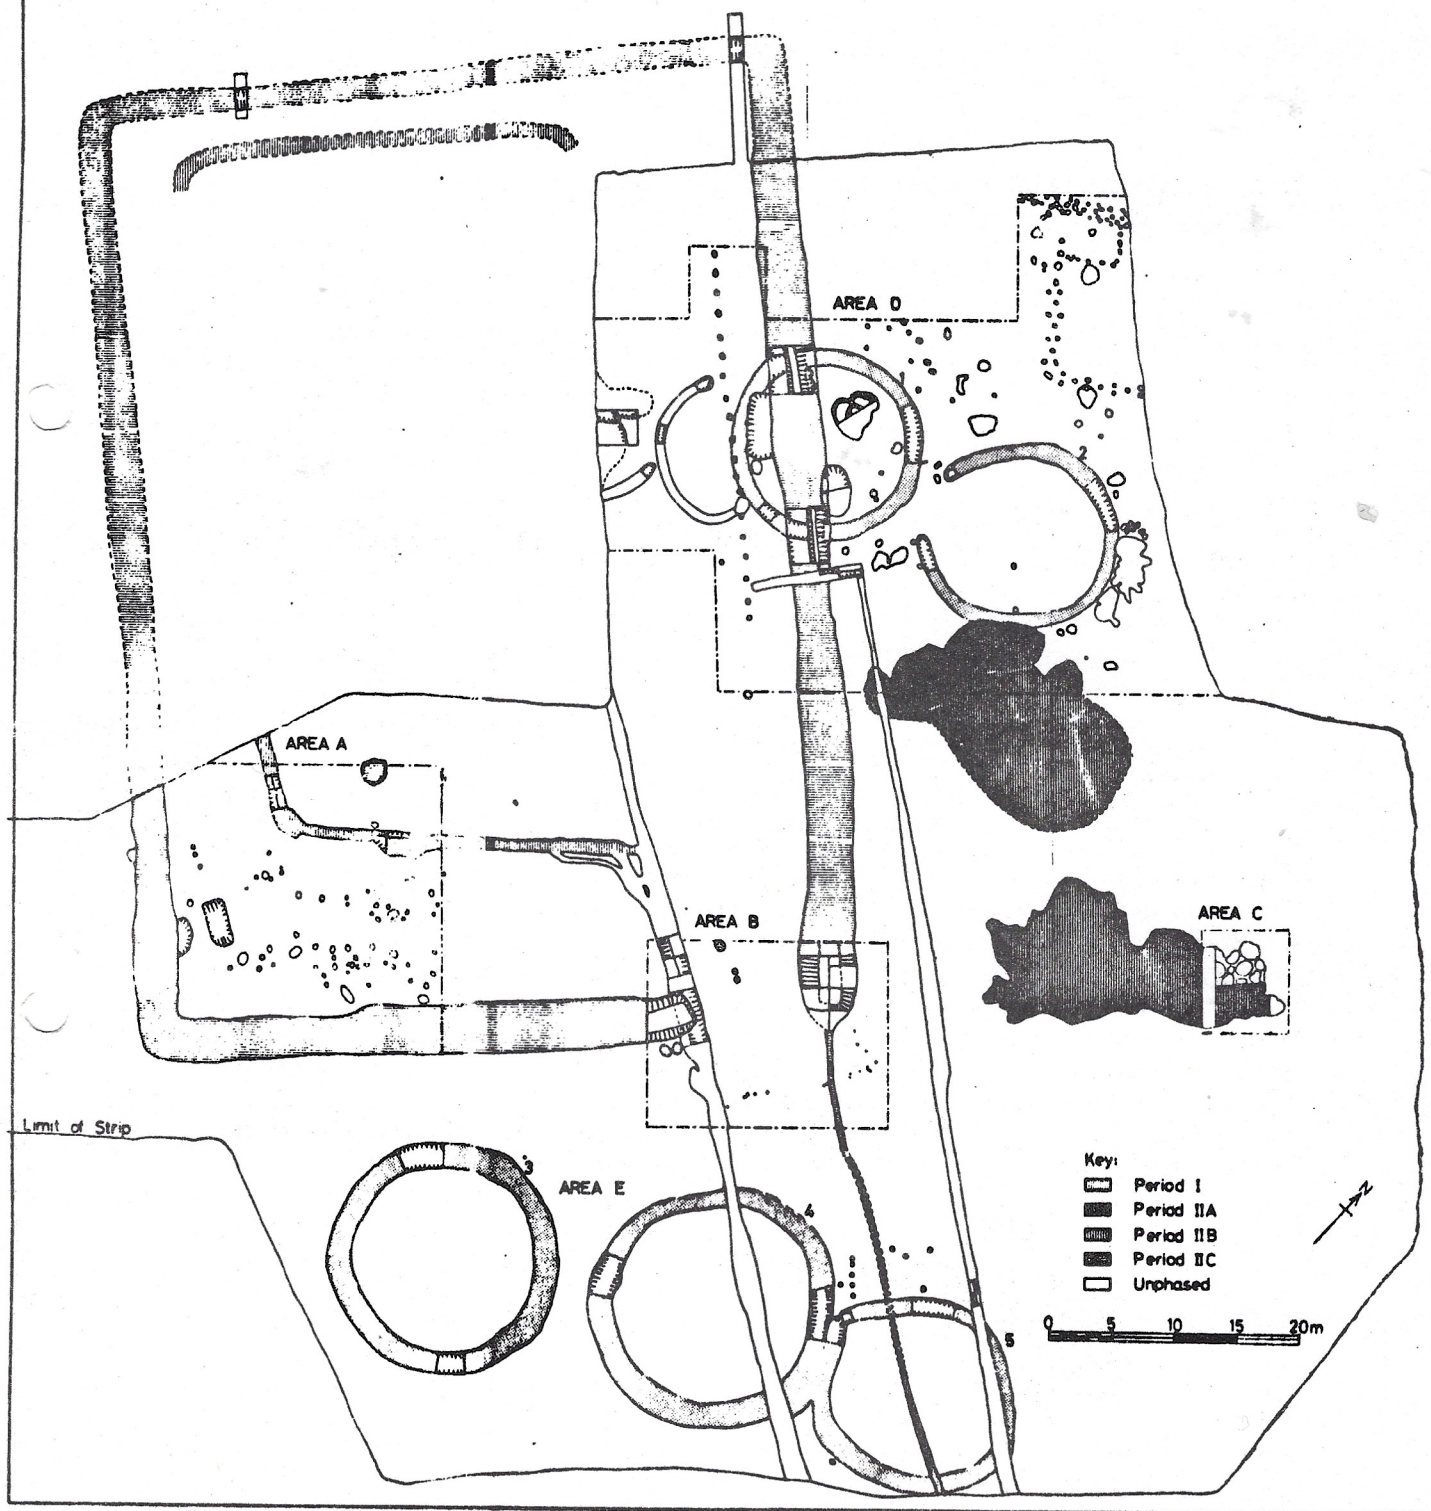 AREA D
1
2
AREA A
AREA B
AREA C
Limit of Strip
3
AREA E
4
Key:
Period I
Period IIA
Period IIB
Period IIC
Unphased
N
0 5 10 15 20m
5